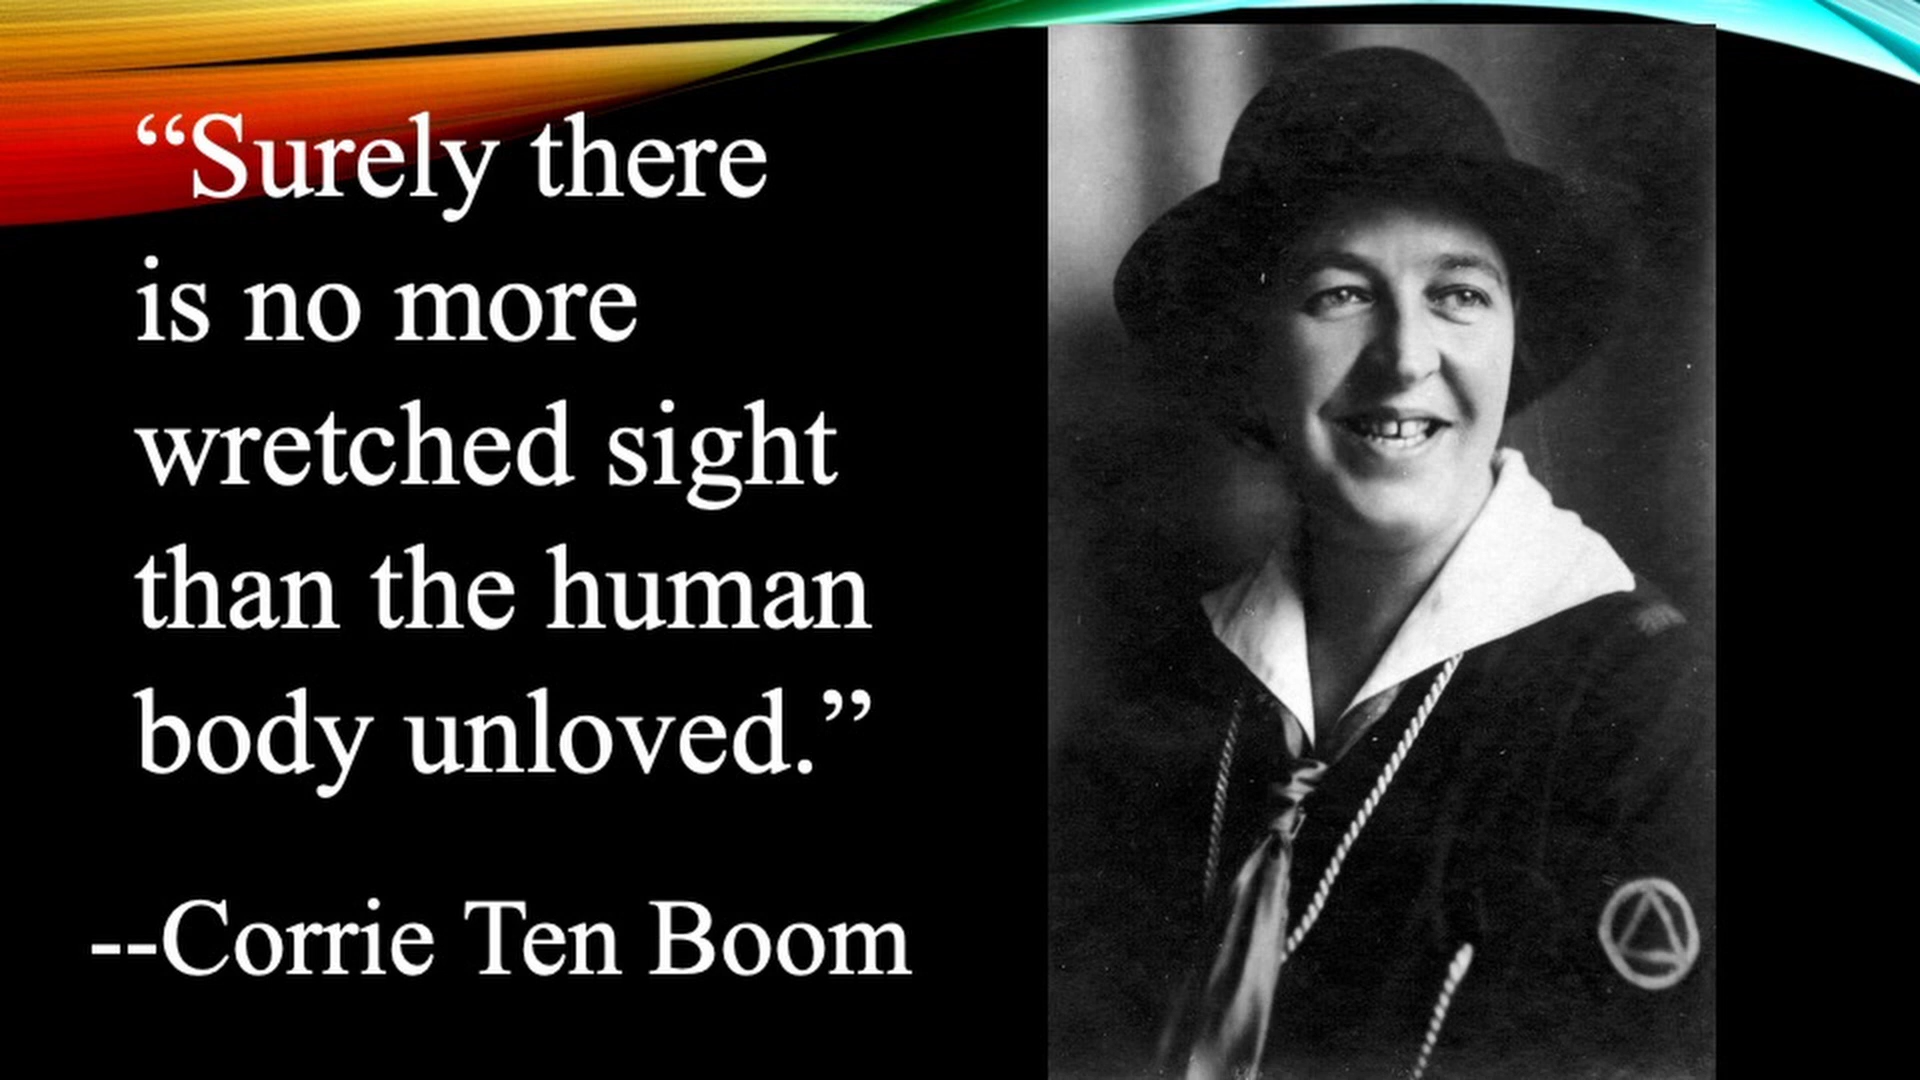 “Surely there
is no more
wretched sight
than the human
body unloved.”
--Corrie Ten Boom